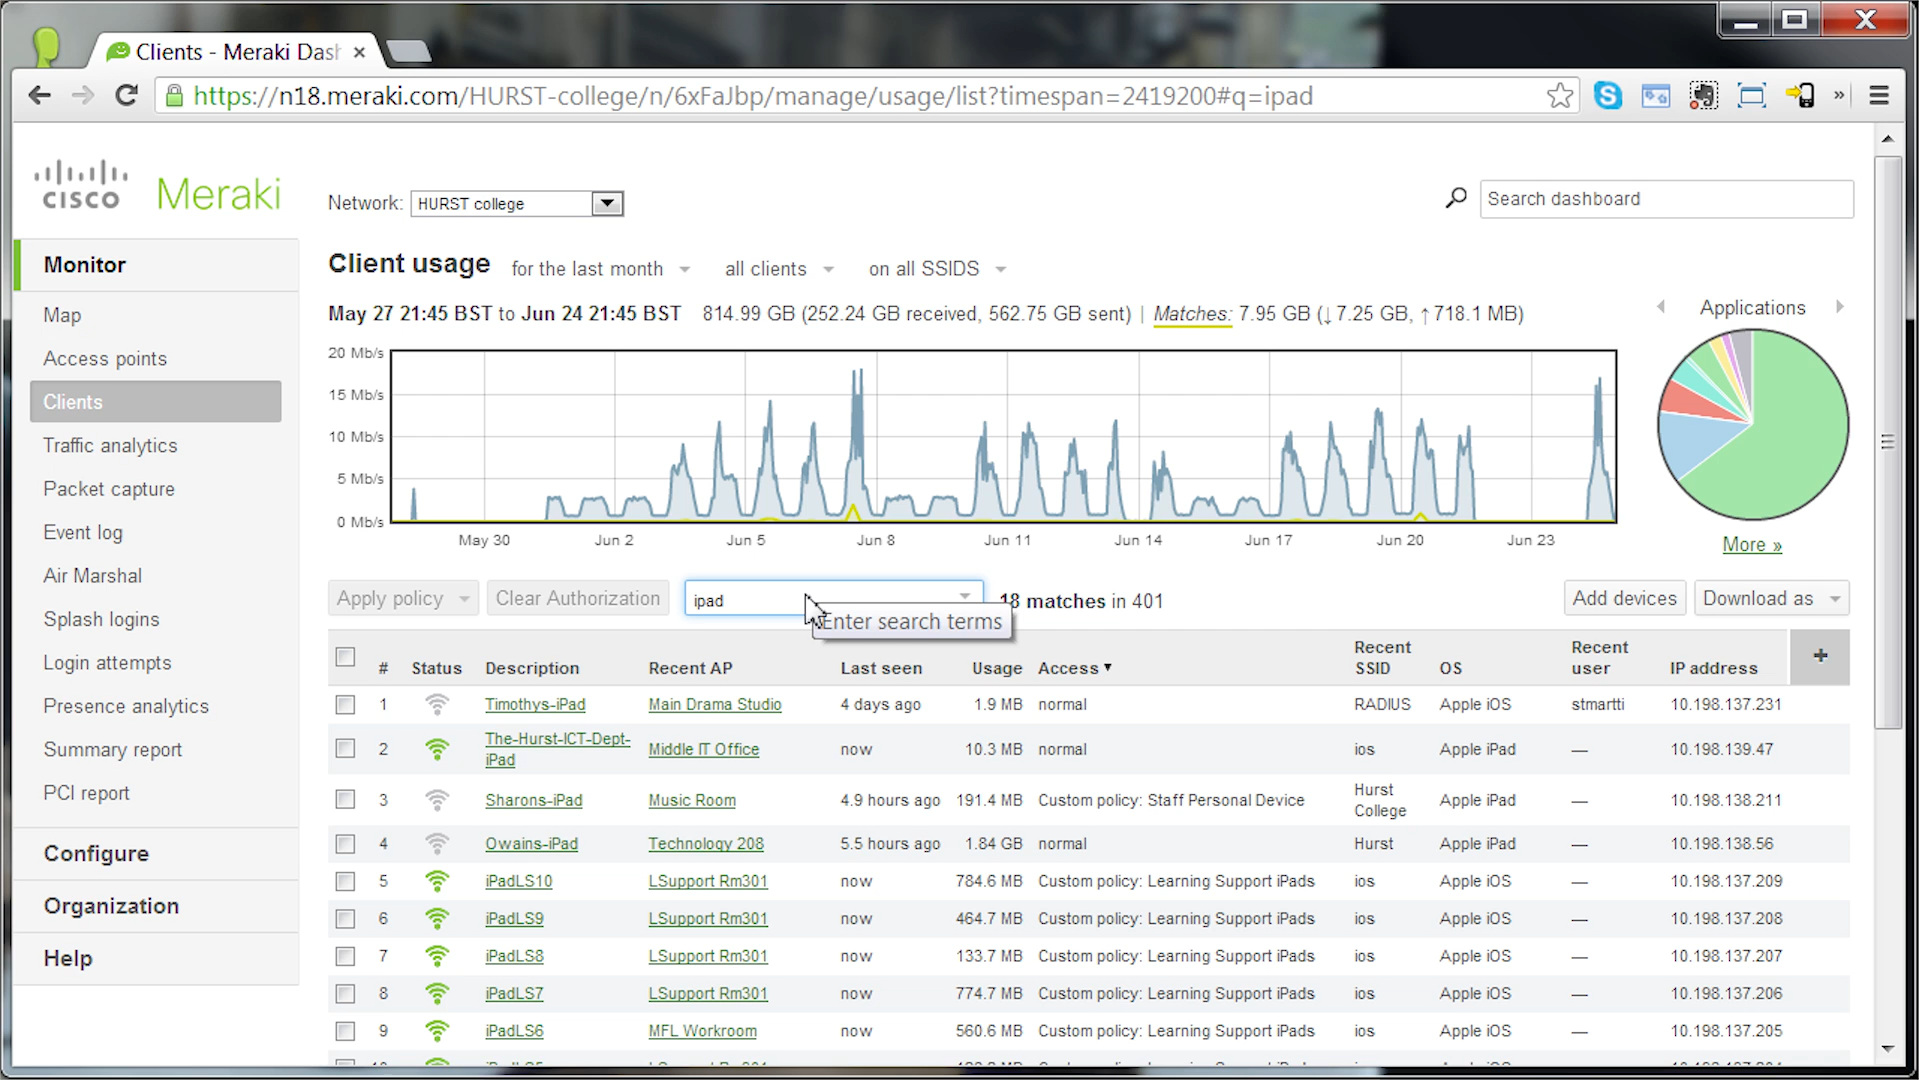 Clients - Meraki Dash
https://n18.meraki.com/HURST-college/n/6xFaJbp/manage/usage/list?timespan=2419200#q=ipad
CISCO Meraki
Network: HURST college
Search dashboard
Monitor
Map
Access points
Clients
Traffic analytics
Packet capture
Event log
Air Marshal
Splash logins
Login attempts
Presence analytics
Summary report
PCI report
Configure
Organization
Help
Client usage for the last month all clients on all SSIDS
May 27 21:45 BST to Jun 24 21:45 BST 814.99 GB (252.24 GB received, 562.75 GB sent) | Matches: 7.95 GB (↓7.25 GB, ↑718.1 MB)
Applications
20 Mb/s
15 Mb/s
10 Mb/s
5 Mb/s
0 Mb/s
May 30 Jun 2 Jun 5 Jun 8 Jun 11 Jun 14 Jun 17 Jun 20 Jun 23
More »
Apply policy Clear Authorization ipad 18 matches in 401 Add devices Download as
Enter search terms
# Status Description Recent AP Last seen Usage Access▼ Recent SSID OS Recent user IP address +
1 Timothys-iPad Main Drama Studio 4 days ago 1.9 MB normal RADIUS Apple iOS stmartti 10.198.137.231
2 The-Hurst-ICT-Dept-iPad Middle IT Office now 10.3 MB normal ios Apple iPad — 10.198.139.47
3 Sharons-iPad Music Room 4.9 hours ago 191.4 MB Custom policy: Staff Personal Device Hurst College Apple iPad — 10.198.138.211
4 Owains-iPad Technology 208 5.5 hours ago 1.84 GB normal Hurst Apple iPad — 10.198.138.56
5 iPadLS10 LSupport Rm301 now 784.6 MB Custom policy: Learning Support iPads ios Apple iOS — 10.198.137.209
6 iPadLS9 LSupport Rm301 now 464.7 MB Custom policy: Learning Support iPads ios Apple iOS — 10.198.137.208
7 iPadLS8 LSupport Rm301 now 133.7 MB Custom policy: Learning Support iPads ios Apple iOS — 10.198.137.207
8 iPadLS7 LSupport Rm301 now 774.7 MB Custom policy: Learning Support iPads ios Apple iOS — 10.198.137.206
9 iPadLS6 MFL Workroom now 560.6 MB Custom policy: Learning Support iPads ios Apple iOS — 10.198.137.205